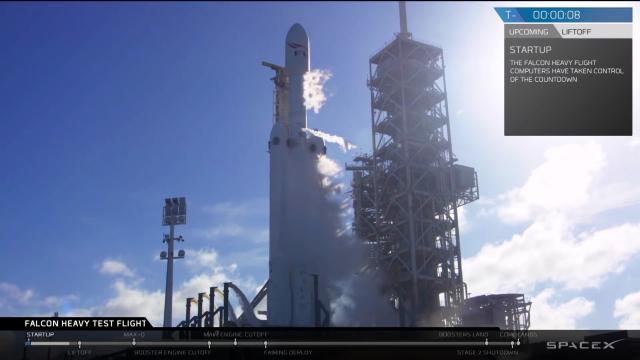 T- 00:00:08
UPCOMING LIFTOFF
STARTUP
THE FALCON HEAVY FLIGHT
COMPUTERS HAVE TAKEN CONTROL
OF THE COUNTDOWN
FALCON HEAVY TEST FLIGHT
STARTUP MAX-Q MAIN ENGINE CUTOFF BOOSTERS LAND CORE LANDS
LIFTOFF BOOSTER ENGINE CUTOFF FAIRING DEPLOY STAGE 2 SHUTDOWN
SPACEX